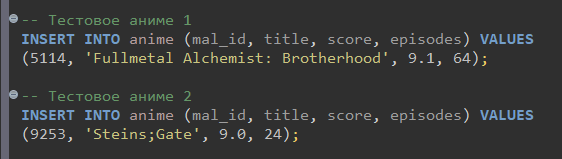 -- Тестовое аниме 1
INSERT INTO anime (mal_id, title, score, episodes) VALUES
(5114, 'Fullmetal Alchemist: Brotherhood', 9.1, 64);
-- Тестовое аниме 2
INSERT INTO anime (mal_id, title, score, episodes) VALUES
(9253, 'Steins;Gate', 9.0, 24);